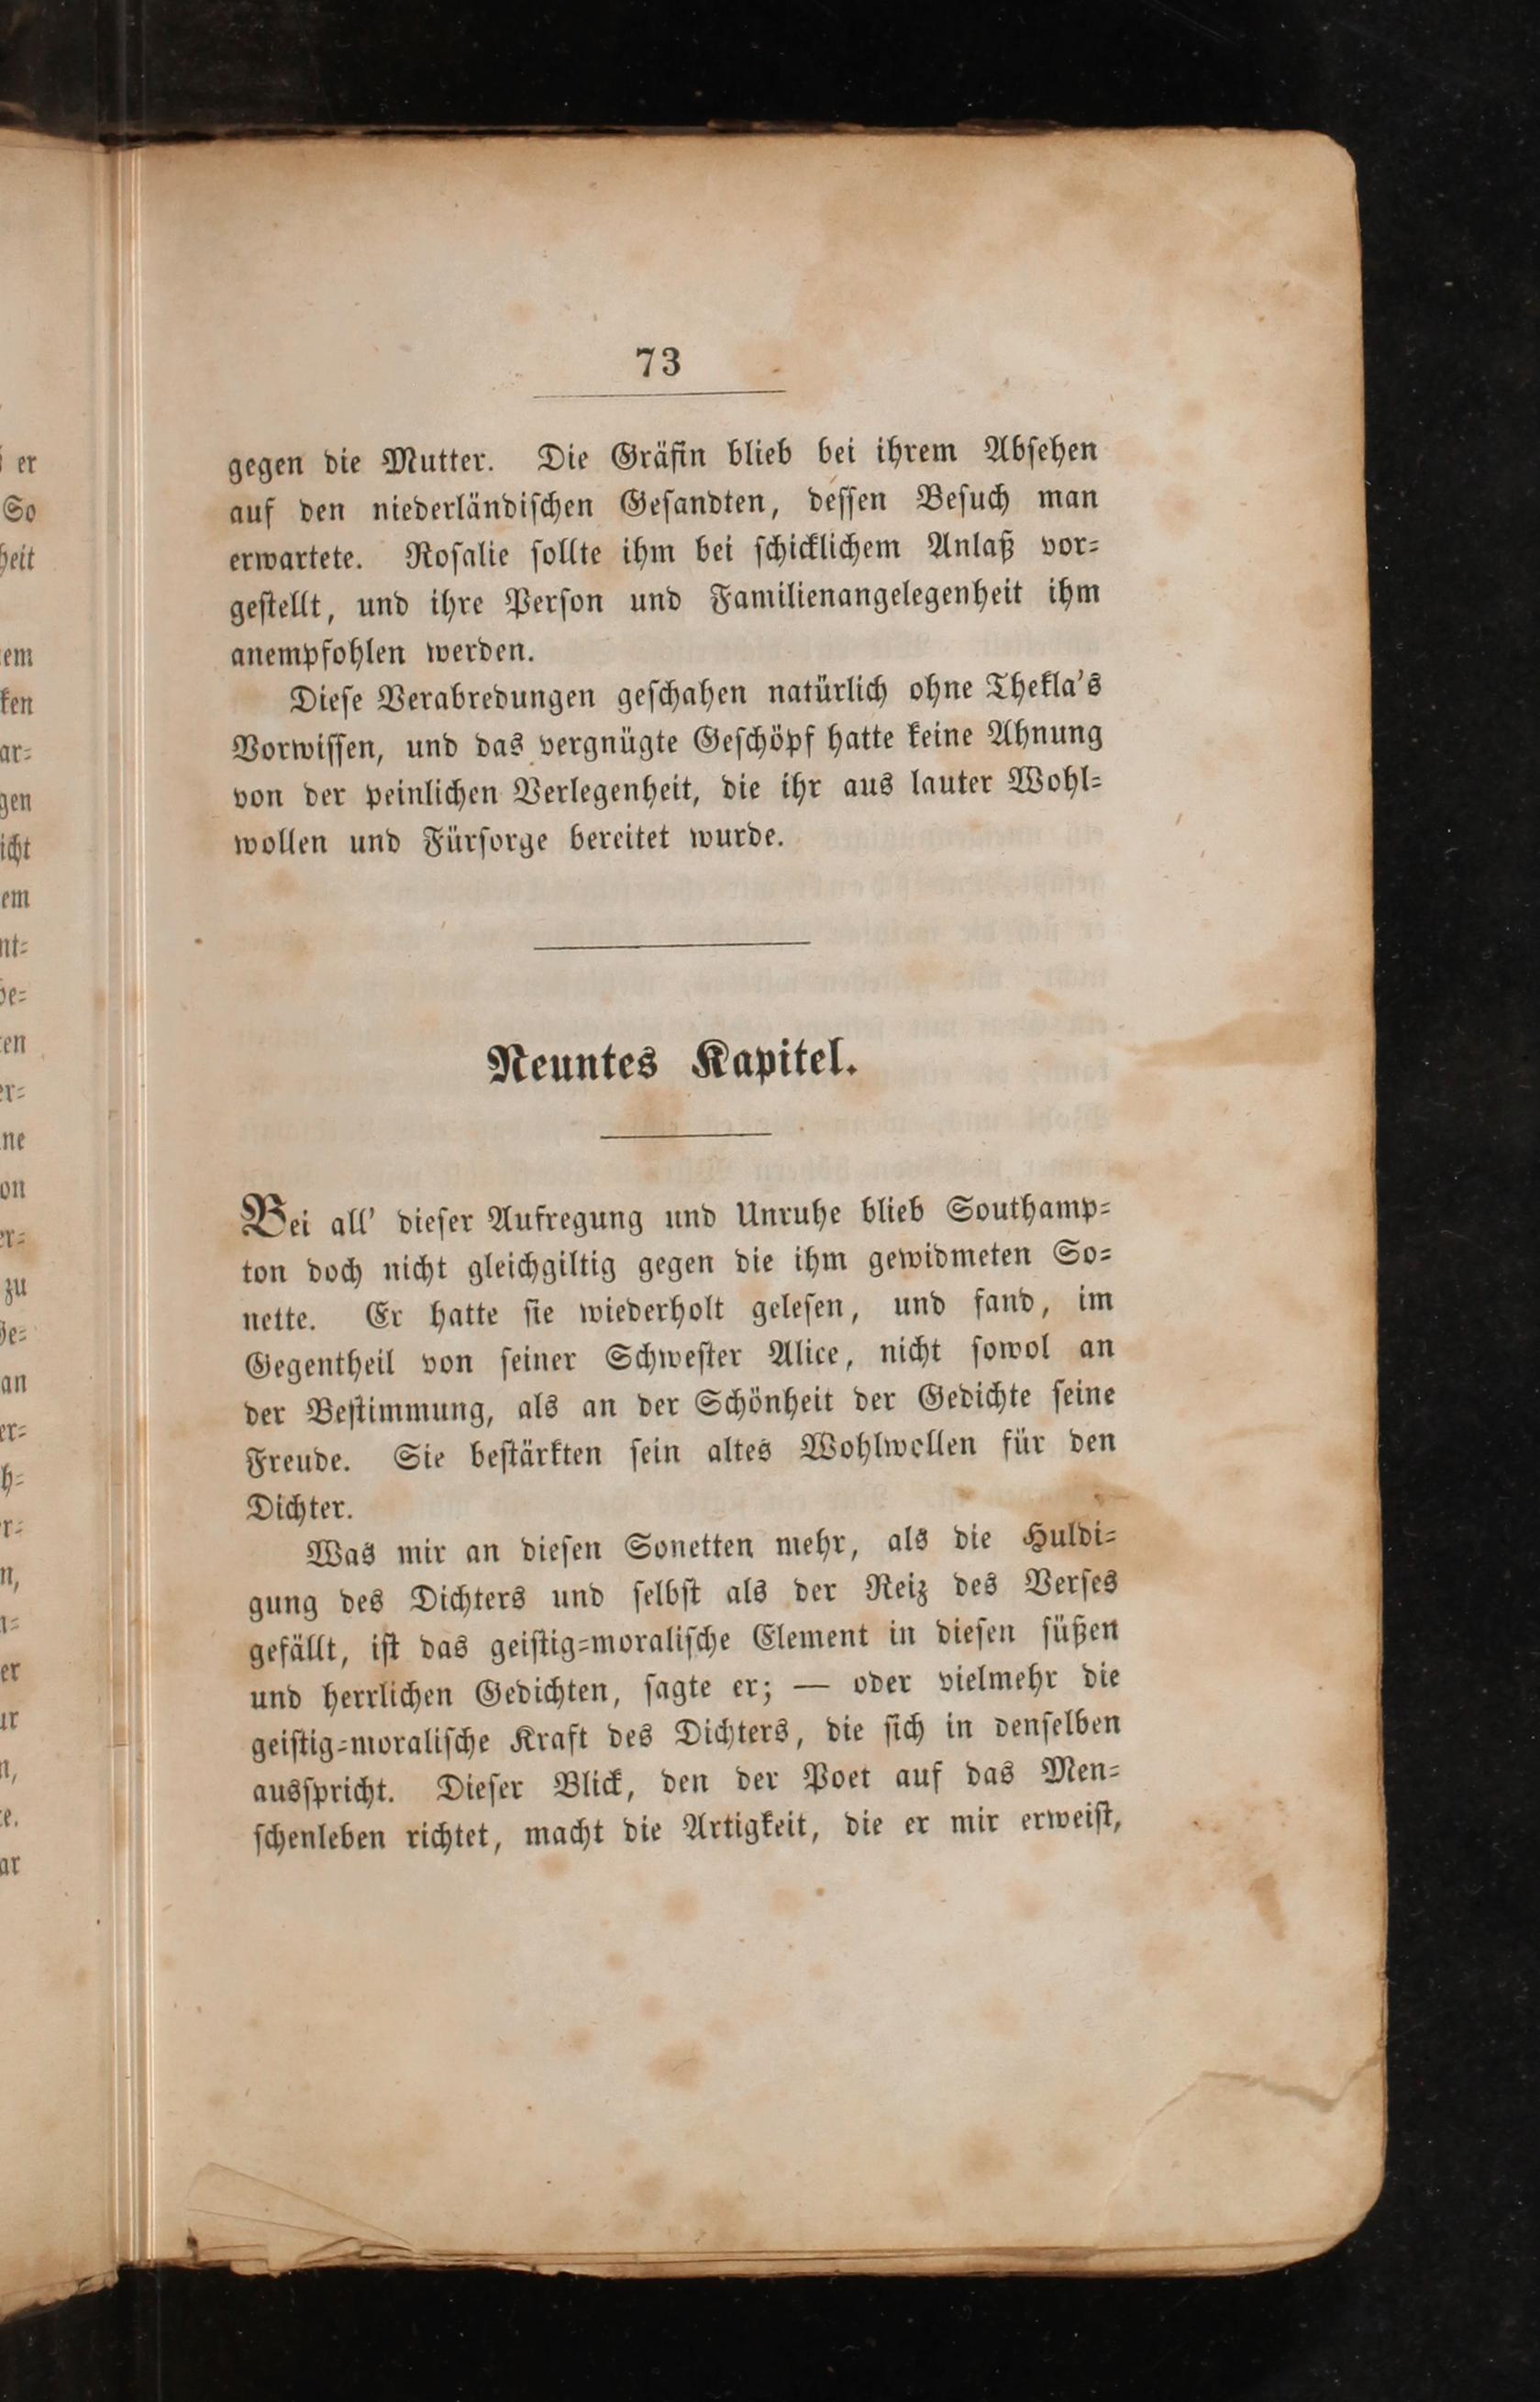 73
gegen die Mutter. Die Gräfin blieb bei ihrem Abſehen
auf den niederländiſchen Geſandten, deſſen Beſuch man
erwartete. Roſalie ſollte ihm bei ſchicklichem Anlaß vor⸗
geſtellt, und ihre Perſon und Familienangelegenheit ihm
anempfohlen werden.
Dieſe Verabredungen geſchahen natürlich ohne Thekla's
Vorwiſſen, und das vergnügte Geſchöpf hatte keine Ahnung
von der peinlichen Verlegenheit, die ihr aus lauter Wohl⸗
wollen und Fürſorge bereitet wurde.
Neuntes Kapitel.
Bei all' dieſer Aufregung und Unruhe blieb Southamp⸗
ton doch nicht gleichgiltig gegen die ihm gewidmeten So⸗
nette. Er hatte ſie wiederholt geleſen, und fand, im
Gegentheil von ſeiner Schweſter Alice, nicht ſowol an
der Beſtimmung, als an der Schönheit der Gedichte ſeine
Freude. Sie beſtärkten ſein altes Wohlwollen für den
Dichter.
Was mir an dieſen Sonetten mehr, als die Huldi⸗
gung des Dichters und ſelbſt als der Reiz des Verſes
gefällt, iſt das geiſtig⸗moraliſche Element in dieſen ſüßen
und herrlichen Gedichten, ſagte er; — oder vielmehr die
geiſtig⸗moraliſche Kraft des Dichters, die ſich in denſelben
ausſpricht. Dieſer Blick, den der Poet auf das Men⸗
ſchenleben richtet, macht die Artigkeit, die er mir erweiſt,